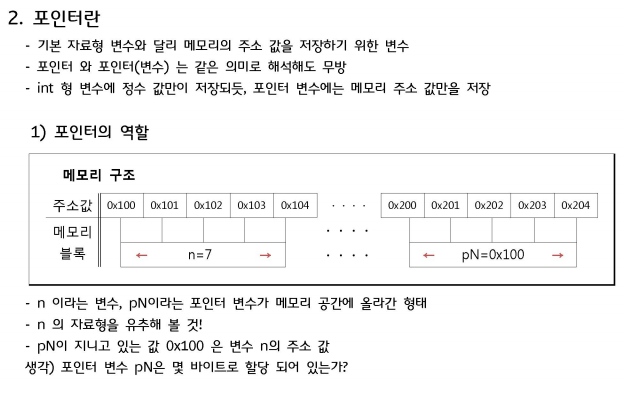 2. 포인터란
- 기본 자료형 변수와 달리 메모리의 주소 값을 저장하기 위한 변수
- 포인터 와 포인터(변수) 는 같은 의미로 해석해도 무방
- int 형 변수에 정수 값만이 저장되듯, 포인터 변수에는 메모리 주소 값만을 저장
1) 포인터의 역할
메모리 구조
주소값 0x100 0x101 0x102 0x103 0x104 · · · · 0x200 0x201 0x202 0x203 0x204
메모리 · · · ·
블록 ← n=7 → · · · · ← pN=0x100 →
- n 이라는 변수, pN이라는 포인터 변수가 메모리 공간에 올라간 형태
- n 의 자료형을 유추해 볼 것!
- pN이 지니고 있는 값 0x100 은 변수 n의 주소 값
생각) 포인터 변수 pN은 몇 바이트로 할당 되어 있는가?